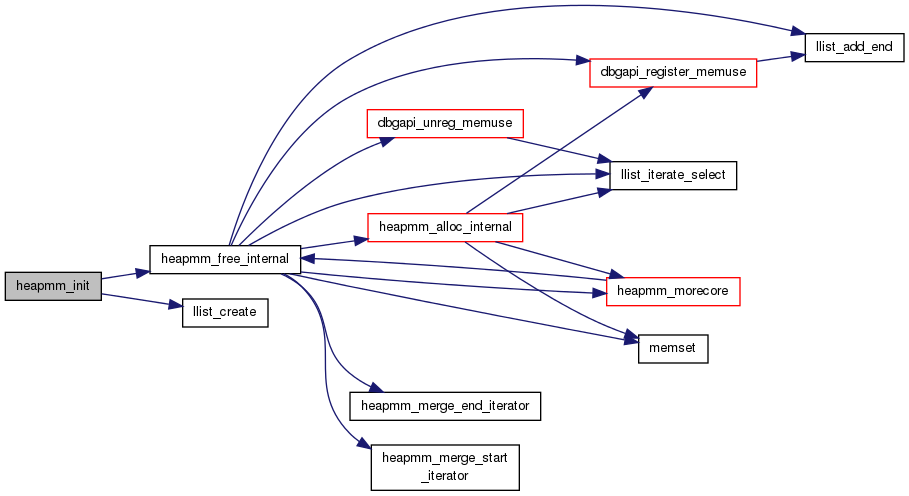 llist_add_end
dbgapi_register_memuse
dbgapi_unreg_memuse
llist_iterate_select
heapmm_alloc_internal
heapmm_free_internal
heapmm_init
heapmm_morecore
llist_create
memset
heapmm_merge_end_iterator
heapmm_merge_start
_iterator